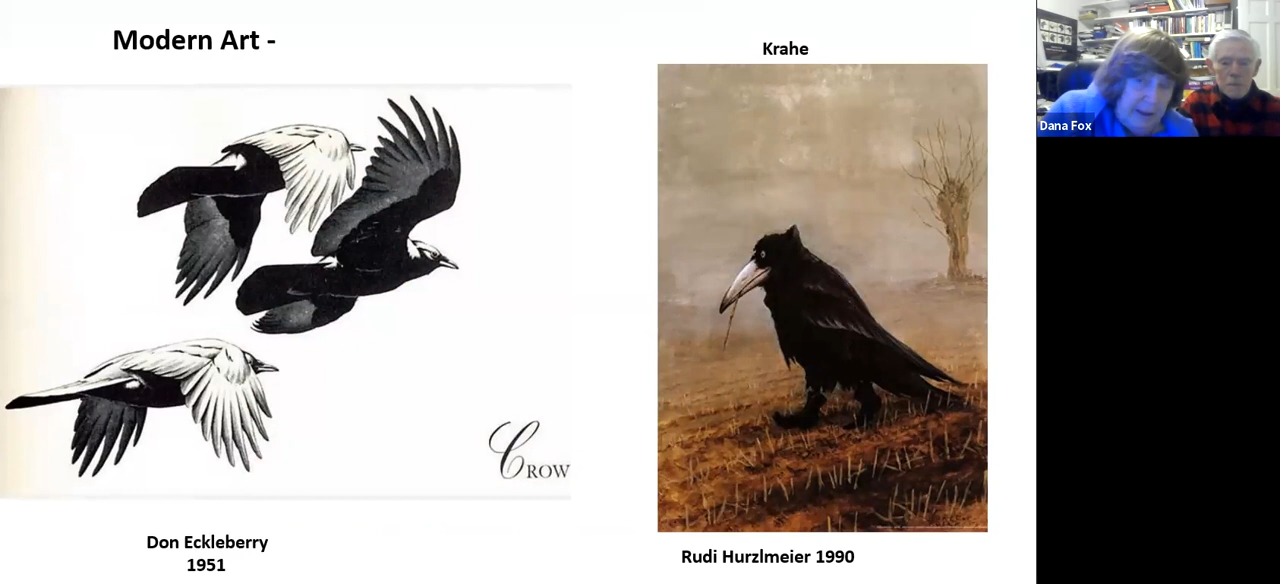 Modern Art -
Krahe
Crow
Don Eckleberry
1951
Rudi Hurzlmeier 1990
Dana Fox